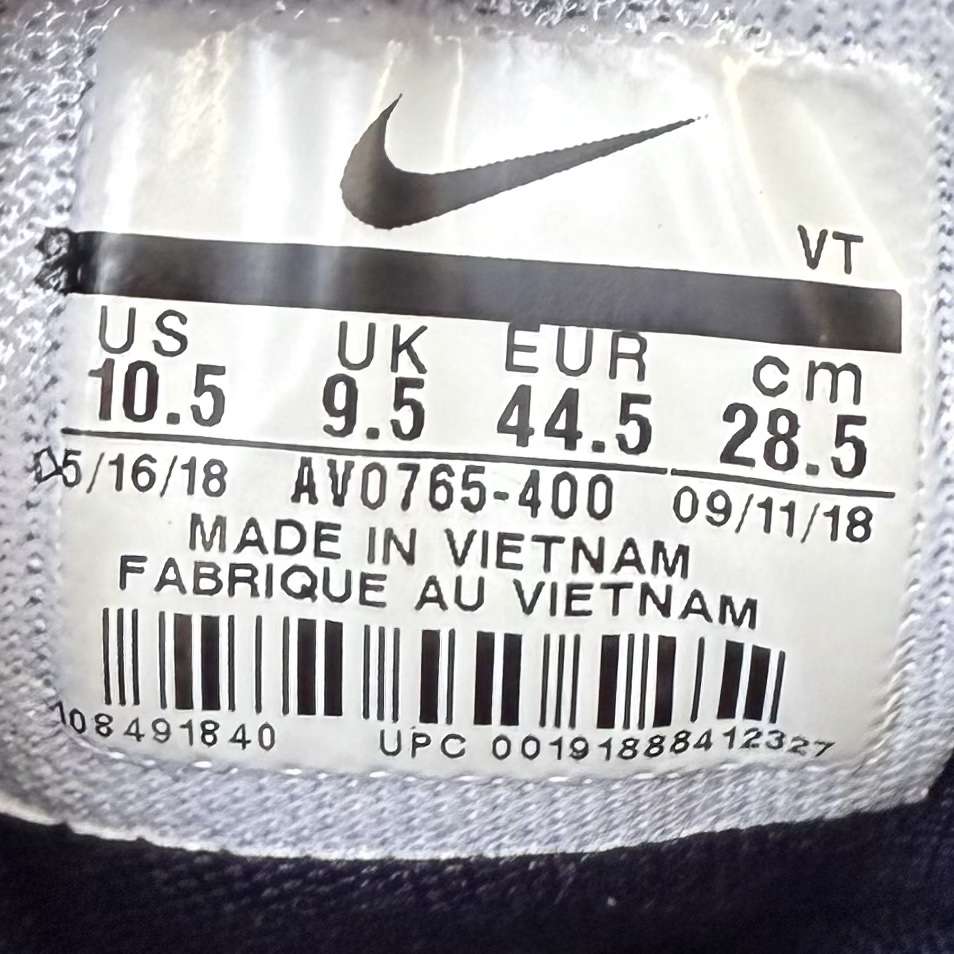 VT
US UK EUR cm
10.5 9.5 44.5 28.5
05/16/18 AV0765-400 09/11/18
MADE IN VIETNAM
FABRIQUE AU VIETNAM
108491840 UPC 00191888412327